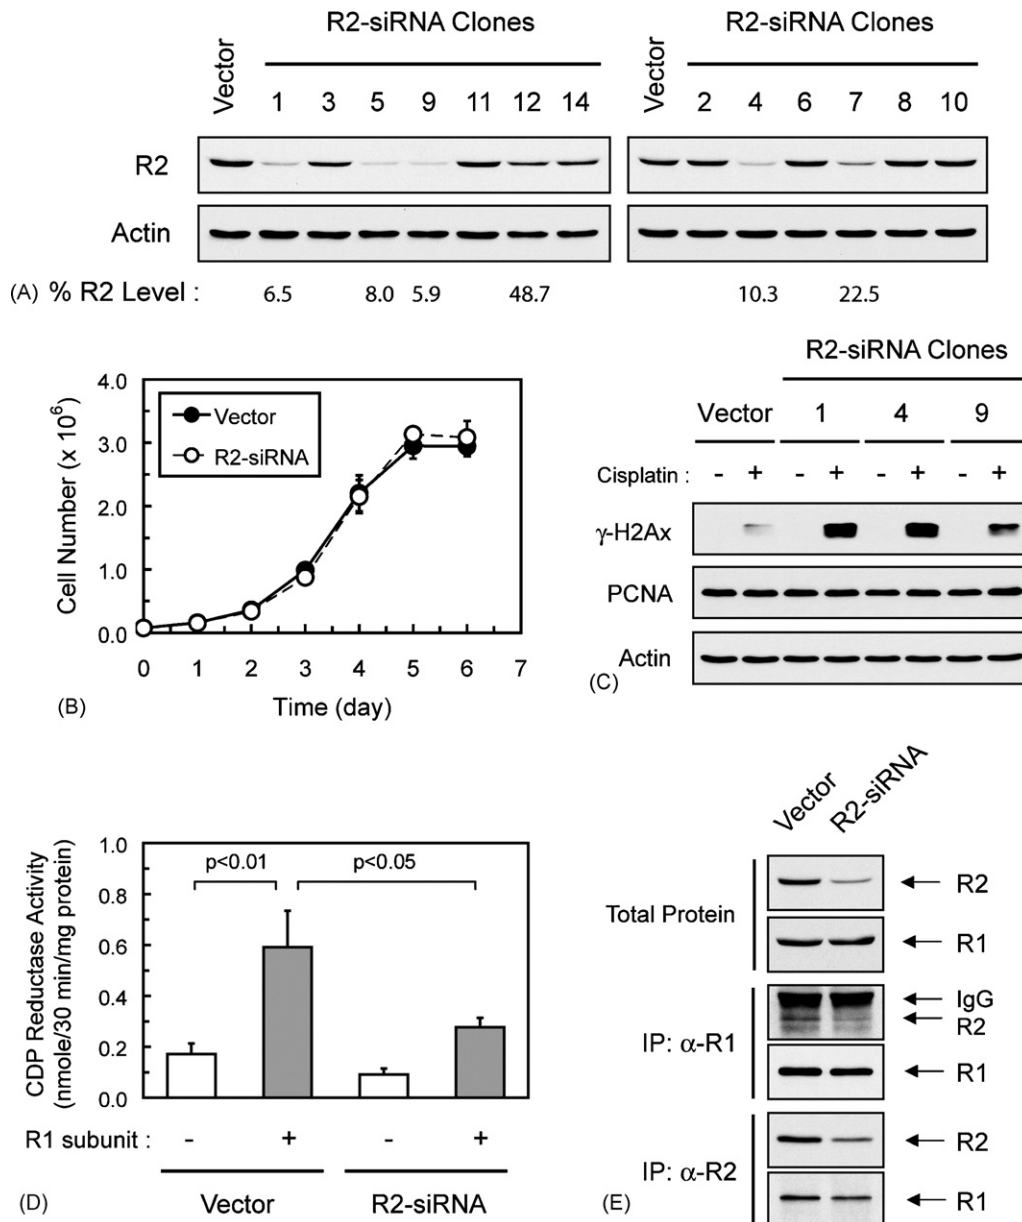 R2-siRNA Clones R2-siRNA Clones
Vector 1 3 5 9 11 12 14 Vector 2 4 6 7 8 10
R2
Actin
(A) % R2 Level : 6.5 8.0 5.9 48.7 10.3 22.5
R2-siRNA Clones
Vector 1 4 9
Cisplatin : - + - + - + - +
γ-H2Ax
PCNA
Actin
(C)
Cell Number (x 10⁶)
4.0
3.0
2.0
1.0
0.0
Vector
R2-siRNA
0 1 2 3 4 5 6 7
Time (day)
(B)
CDP Reductase Activity
(nmole/30 min/mg protein)
1.0
0.8
0.6
0.4
0.2
0.0
p<0.01 p<0.05
R1 subunit : - + - +
Vector R2-siRNA
(D)
Vector R2-siRNA
Total Protein
R2
R1
IP: α-R1
IgG
R2
R1
IP: α-R2
R2
R1
(E)